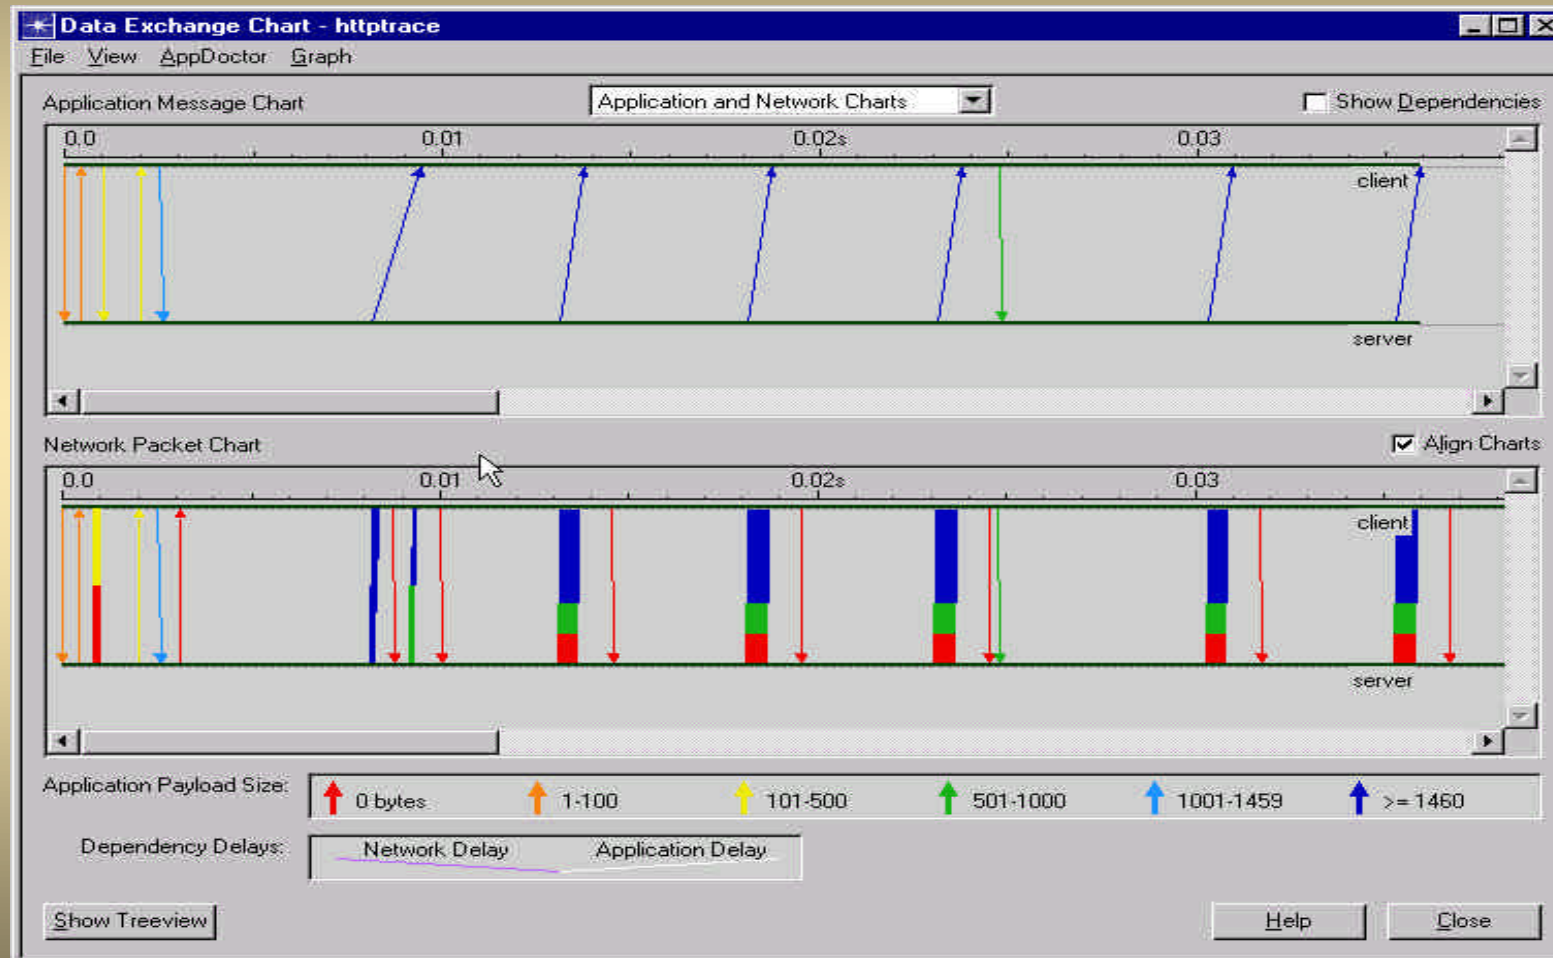 Data Exchange Chart - httptrace
File View AppDoctor Graph
Application Message Chart
Application and Network Charts
Show Dependencies
0.0 0.01 0.02s 0.03
client
server
Network Packet Chart
Align Charts
0.0 0.01 0.02s 0.03
client
server
Application Payload Size: 0 bytes 1-100 101-500 501-1000 1001-1459 >= 1460
Dependency Delays: Network Delay Application Delay
Show Treeview
Help
Close